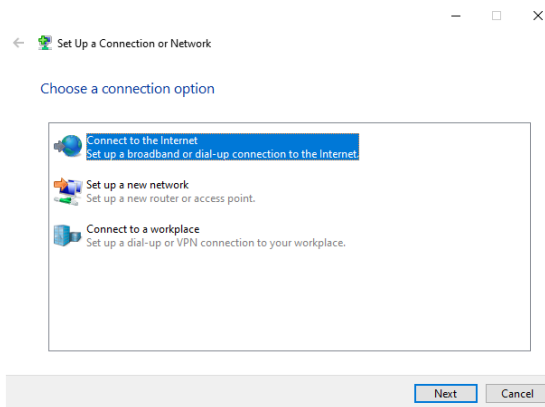 Set Up a Connection or Network
Choose a connection option
Connect to the Internet
Set up a broadband or dial-up connection to the Internet.
Set up a new network
Set up a new router or access point.
Connect to a workplace
Set up a dial-up or VPN connection to your workplace.
Next Cancel